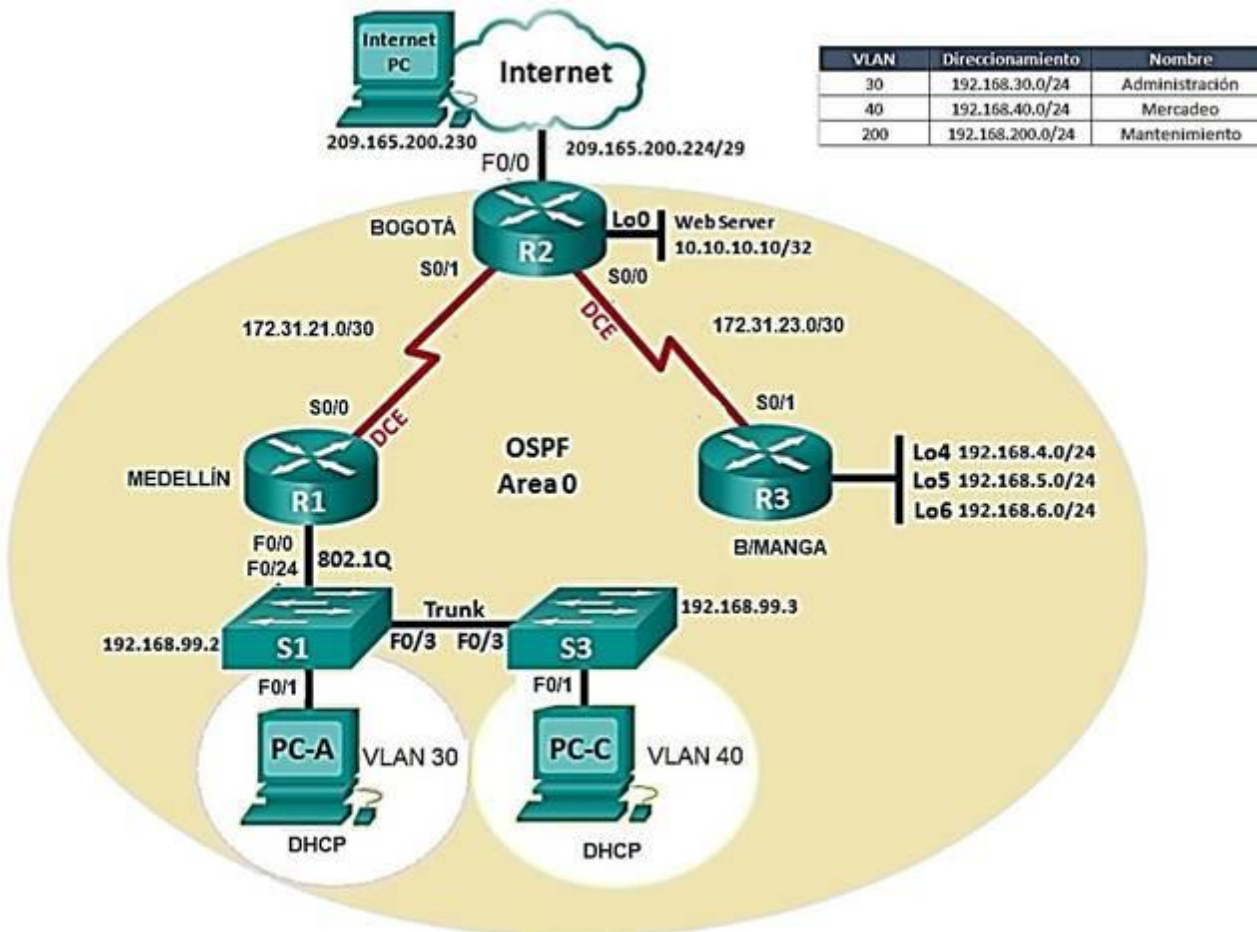 Internet
PC
Internet
209.165.200.230
209.165.200.224/29
F0/0
VLAN Direccionamiento Nombre
30 192.168.30.0/24 Administración
40 192.168.40.0/24 Mercadeo
200 192.168.200.0/24 Mantenimiento
BOGOTÁ
R2
Lo0
Web Server
10.10.10.10/32
S0/1
S0/0
DCE
172.31.21.0/30
172.31.23.0/30
S0/0
DCE
S0/1
MEDELLÍN
R1
OSPF
Area 0
R3
B/MANGA
Lo4 192.168.4.0/24
Lo5 192.168.5.0/24
Lo6 192.168.6.0/24
F0/0
F0/24
802.1Q
192.168.99.2
S1
Trunk
F0/3 F0/3
S3
192.168.99.3
F0/1
F0/1
PC-A
VLAN 30
DHCP
PC-C
VLAN 40
DHCP